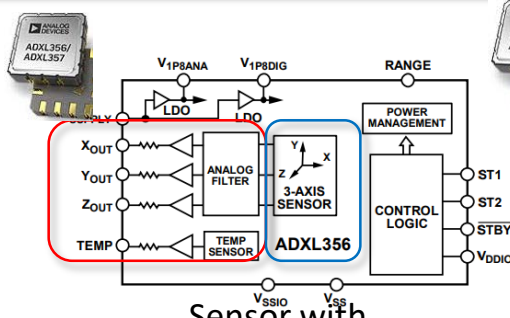 ANALOG
DEVICES
ADXL356/
ADXL357
V1P8ANA
V1P8DIG
RANGE
LDO
LDO
POWER
MANAGEMENT
XOUT
YOUT
ZOUT
TEMP
ANALOG
FILTER
Y
X
Z
3-AXIS
SENSOR
TEMP
SENSOR
ADXL356
CONTROL
LOGIC
ST1
ST2
STBY
VDDIO
VSSIO
VSS
Sensor with